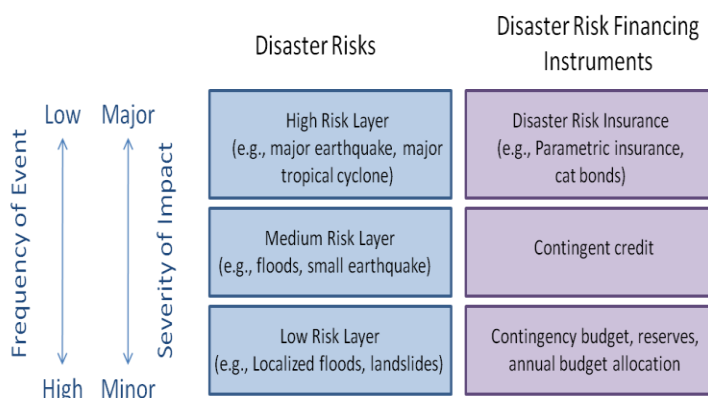 Disaster Risks
Disaster Risk Financing
Instruments
Frequency of Event
Low
High
Severity of Impact
Major
Minor
High Risk Layer
(e.g., major earthquake, major
tropical cyclone)
Disaster Risk Insurance
(e.g., Parametric insurance,
cat bonds)
Medium Risk Layer
(e.g., floods, small earthquake)
Contingent credit
Low Risk Layer
(e.g., Localized floods, landslides)
Contingency budget, reserves,
annual budget allocation